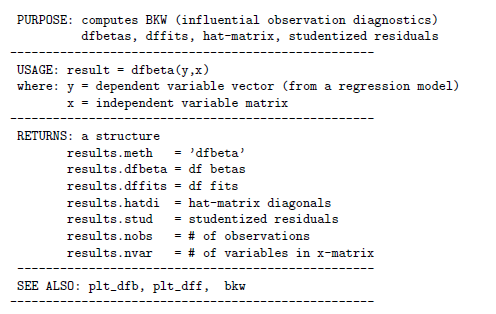 PURPOSE: computes BKW (influential observation diagnostics)
         dfbetas, dffits, hat-matrix, studentized residuals
---------------------------------------------------
USAGE: result = dfbeta(y,x)
where: y = dependent variable vector (from a regression model)
       x = independent variable matrix
---------------------------------------------------
RETURNS: a structure
       results.meth   = 'dfbeta'
       results.dfbeta = df betas
       results.dffits = df fits
       results.hatdi  = hat-matrix diagonals
       results.stud   = studentized residuals
       results.nobs   = # of observations
       results.nvar   = # of variables in x-matrix
--------------------------------------------------
SEE ALSO: plt_dfb, plt_dff,  bkw
---------------------------------------------------